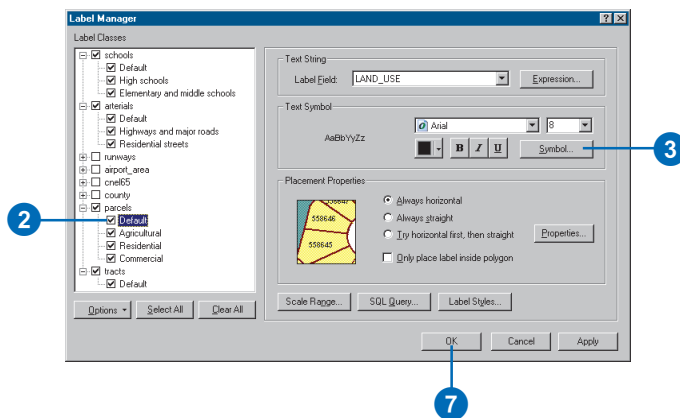 Label Manager
Label Classes
schools
Default
High schools
Elementary and middle schools
arterials
Default
Highways and major roads
Residential streets
runways
airport_area
cnel65
county
parcels
Default
Agricultural
Residential
Commercial
tracts
Default
Options
Select All
Clear All
Text String
Label Field:
LAND_USE
Expression...
Text Symbol
AaBbYyZz
Arial
8
B I U
Symbol...
Placement Properties
558647
558646
558645
Always horizontal
Always straight
Try horizontal first, then straight
Only place label inside polygon
Properties...
Scale Range...
SQL Query...
Label Styles...
OK
Cancel
Apply
2
3
7